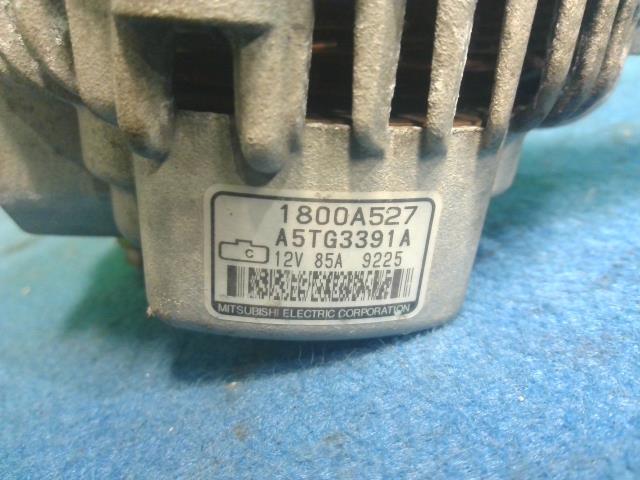 1800A527
A5TG3391A
C
12V 85A 9225
MITSUBISHI ELECTRIC CORPORATION